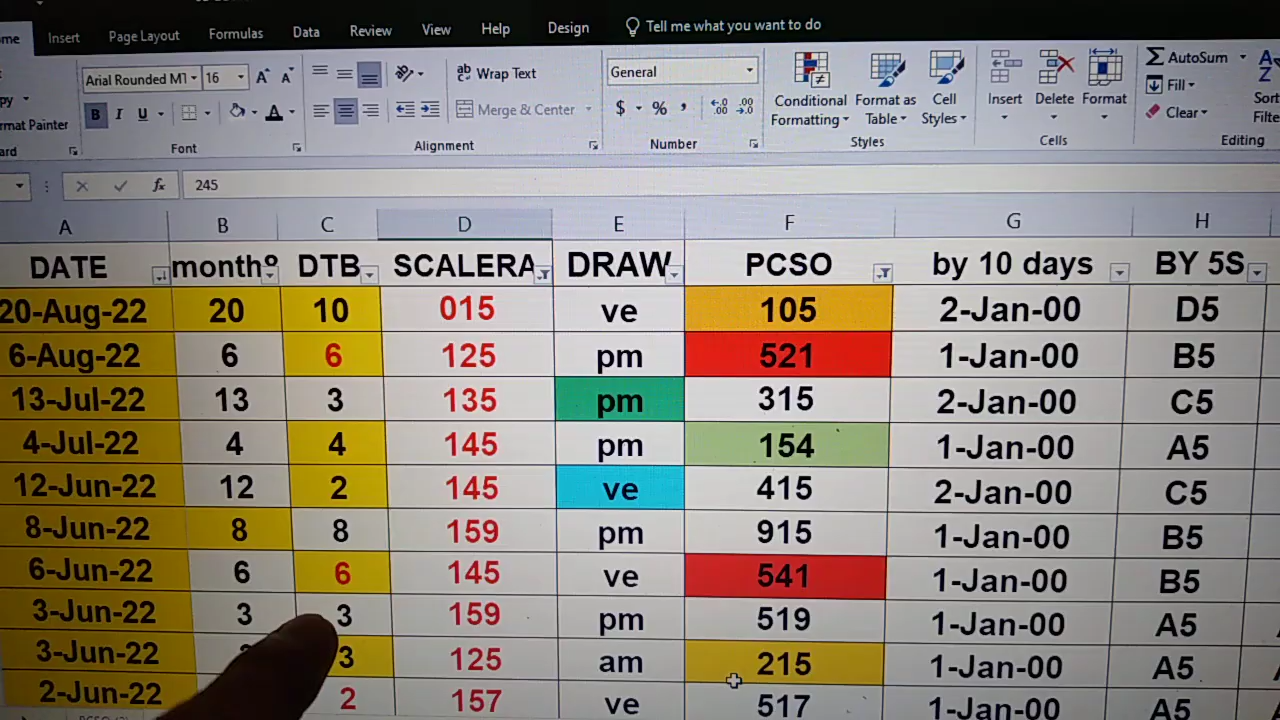 Insert Page Layout Formulas Data Review View Help Design Tell me what you want to do
Arial Rounded MT 16 A A Wrap Text General Conditional Formatting Format as Table Cell Styles Insert Delete Format AutoSum
B I U A Merge & Center $ % , Fill
Clear
Font Alignment Number Styles Cells Editing
fx 245
A B C D E F G H
DATE DTB SCALERA DRAW PCSO by 10 days BY 5S
20-Aug-22 20 10 015 ve 105 2-Jan-00 D5
6-Aug-22 6 6 125 pm 521 1-Jan-00 B5
13-Jul-22 13 3 135 pm 315 2-Jan-00 C5
4-Jul-22 4 4 145 pm 154 1-Jan-00 A5
12-Jun-22 12 2 145 ve 415 2-Jan-00 C5
8-Jun-22 8 8 159 pm 915 1-Jan-00 B5
6-Jun-22 6 6 145 ve 541 1-Jan-00 B5
3-Jun-22 3 3 159 pm 519 1-Jan-00 A5
3-Jun-22 3 125 am 215 1-Jan-00 A5
2-Jun-22 2 157 ve 517 1-Jan-00 A5